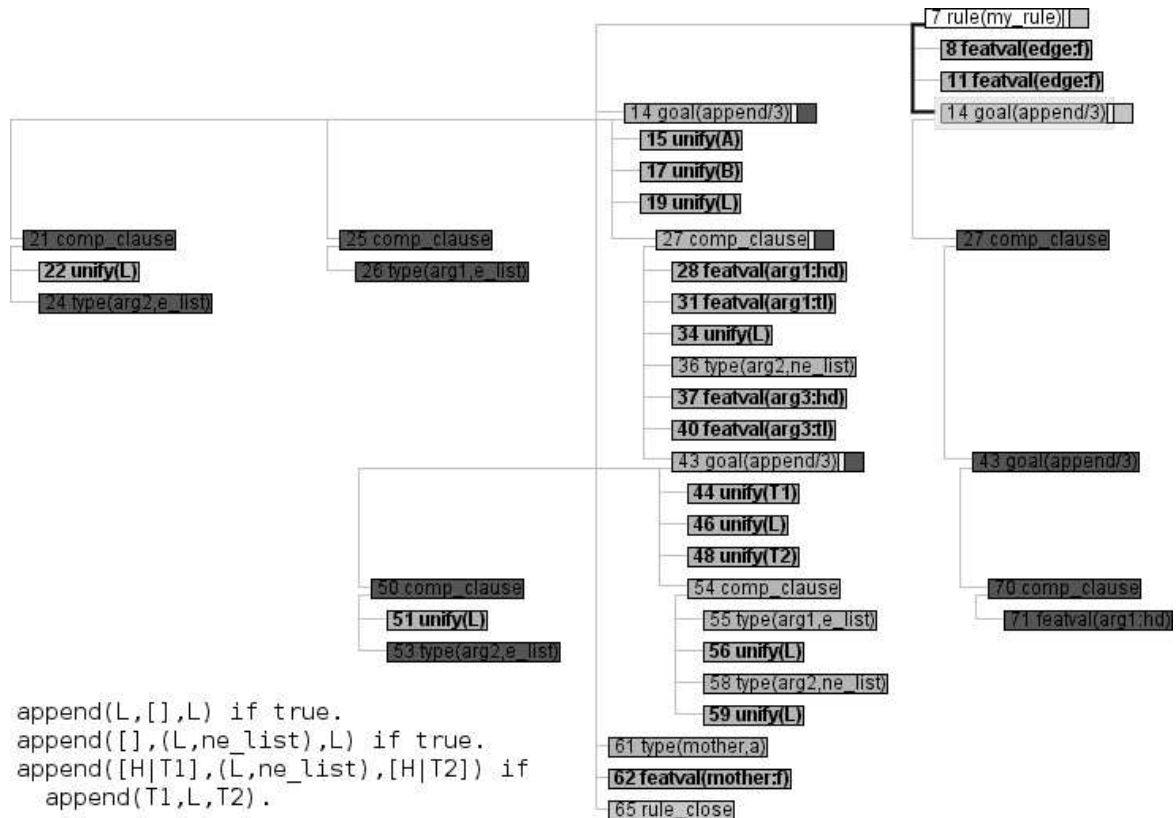 7 rule(my_rule)
8 featval(edge:f)
11 featval(edge:f)
14 goal(append/3)
14 goal(append/3)
15 unify(A)
17 unify(B)
19 unify(L)
21 comp_clause
25 comp_clause
27 comp_clause
27 comp_clause
22 unify(L)
26 type(arg1,e_list)
28 featval(arg1:hd)
24 type(arg2,e_list)
31 featval(arg1:tl)
34 unify(L)
36 type(arg2,ne_list)
37 featval(arg3:hd)
40 featval(arg3:tl)
43 goal(append/3)
43 goal(append/3)
44 unify(T1)
46 unify(L)
48 unify(T2)
50 comp_clause
54 comp_clause
70 comp_clause
51 unify(L)
55 type(arg1,e_list)
71 featval(arg1:hd)
53 type(arg2,e_list)
56 unify(L)
58 type(arg2,ne_list)
59 unify(L)
61 type(mother,a)
62 featval(mother:f)
65 rule_close
append(L,[],L) if true.
append([],(L,ne_list),L) if true.
append([H|T1],(L,ne_list),[H|T2]) if
append(T1,L,T2).